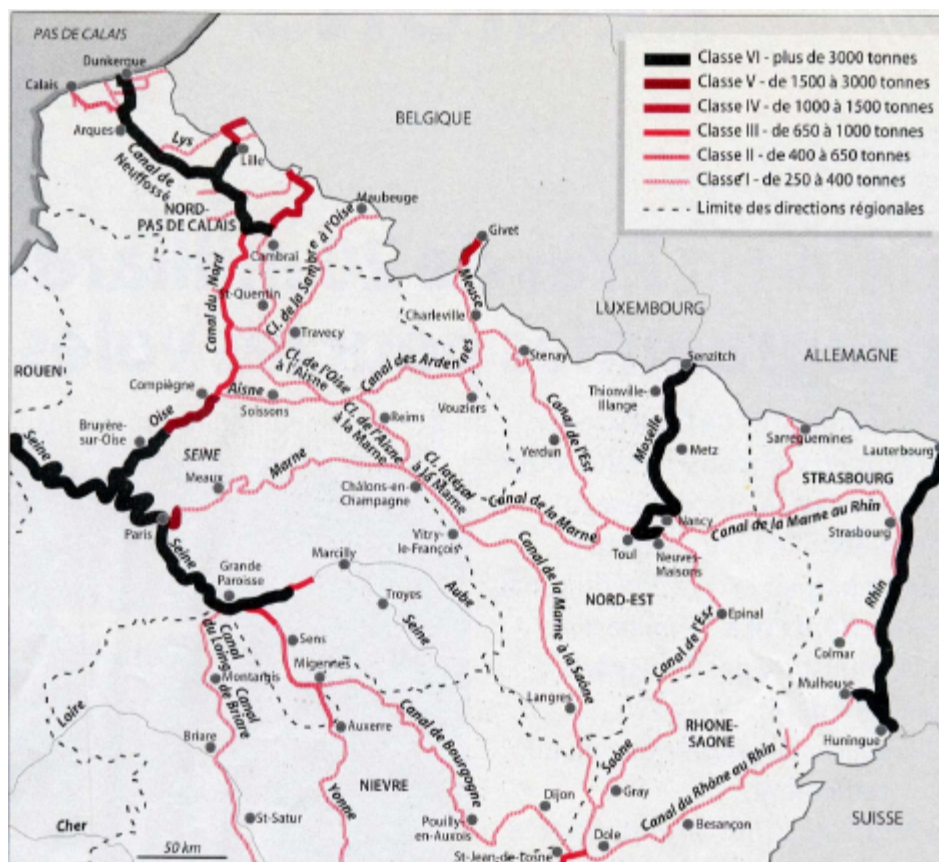 PAS DE CALAIS
Dunkerque
Calais
Arques
Lys
Lille
Canal de
Neuffossé
NORD-
PAS DE CALAIS
BELGIQUE
Classe VI - plus de 3000 tonnes
Classe V - de 1500 à 3000 tonnes
Classe IV - de 1000 à 1500 tonnes
Classe III - de 650 à 1000 tonnes
Classe II - de 400 à 650 tonnes
Classe I - de 250 à 400 tonnes
Limite des directions régionales
Maubeuge
Cambrai
Givet
Canal du Nord
St-Quentin
Cl. de la Sambre à l'Oise
Meuse
Charleville
LUXEMBOURG
Travecy
Stenay
Senzitch
ALLEMAGNE
ROUEN
Compiègne
Cl. de l'Oise
à l'Aisne
Canal des Ardennes
Thionville-
Illange
Oise
Aisne
Soissons
Vouziers
Reims
Bruyère-
sur-Oise
Seine
SEINE
Cl. de l'Aisne
à la Marne
Canal de l'Est
Verdun
Moselle
Metz
Sarreguemines
Lauterbourg
Meaux
Marne
Cl. latéral
à la Marne
STRASBOURG
Châlons-en-
Champagne
Canal de la Marne
Nancy
Canal de la Marne au Rhin
Strasbourg
Paris
Vitry-
le-François
Toul
Neuves-
Maisons
Seine
Grande
Paroisse
Marcilly
Troyes
Aube
Seine
Canal de la Marne à la Saône
NORD-EST
Rhin
Epinal
Canal de l'Est
Colmar
Canal
du Loing
Sens
Migennes
Montargis
Canal
de Briare
Langres
Mulhouse
Loire
Briare
Auxerre
Canal de Bourgogne
RHONE-
SAONE
Huningue
Saône
NIEVRE
Yonne
Dijon
Gray
Canal du Rhône au Rhin
Cher
St-Satur
Pouilly-
en-Auxois
Dole
Besançon
SUISSE
50 km
St-Jean-de-Losne